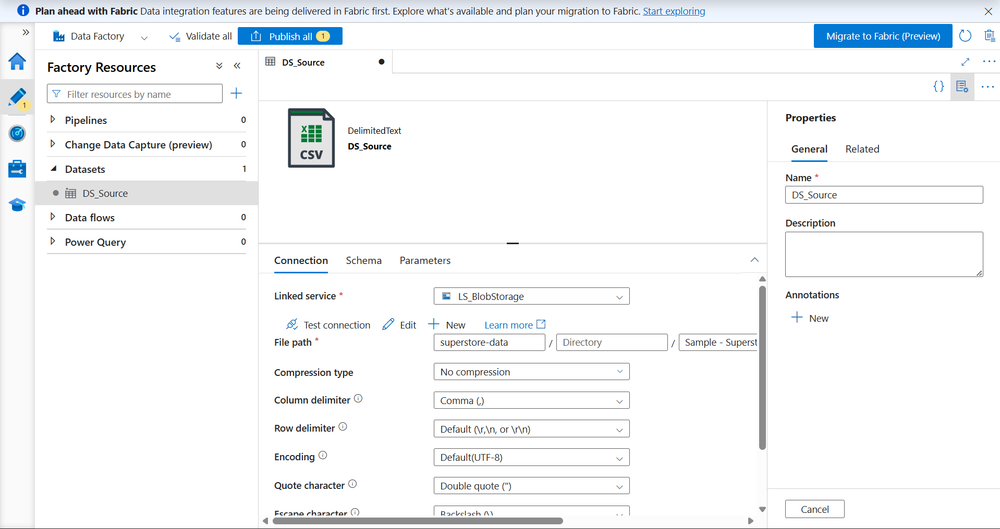 Plan ahead with Fabric Data integration features are being delivered in Fabric first. Explore what's available and plan your migration to Fabric. Start exploring
Data Factory
Validate all
Publish all 1
Migrate to Fabric (Preview)
1
Factory Resources
Filter resources by name
Pipelines 0
Change Data Capture (preview) 0
Datasets 1
DS_Source
Data flows 0
Power Query 0
DS_Source
{}
CSV
DelimitedText
DS_Source
Connection
Schema
Parameters
Linked service *
LS_BlobStorage
Test connection
Edit
New
Learn more
File path *
superstore-data / Directory / Sample - Superst
Compression type
No compression
Column delimiter
Comma (,)
Row delimiter
Default (\r,\n, or \r\n)
Encoding
Default(UTF-8)
Quote character
Double quote (")
Escape character
Backslash (\)
Properties
General
Related
Name *
DS_Source
Description
Annotations
New
Cancel